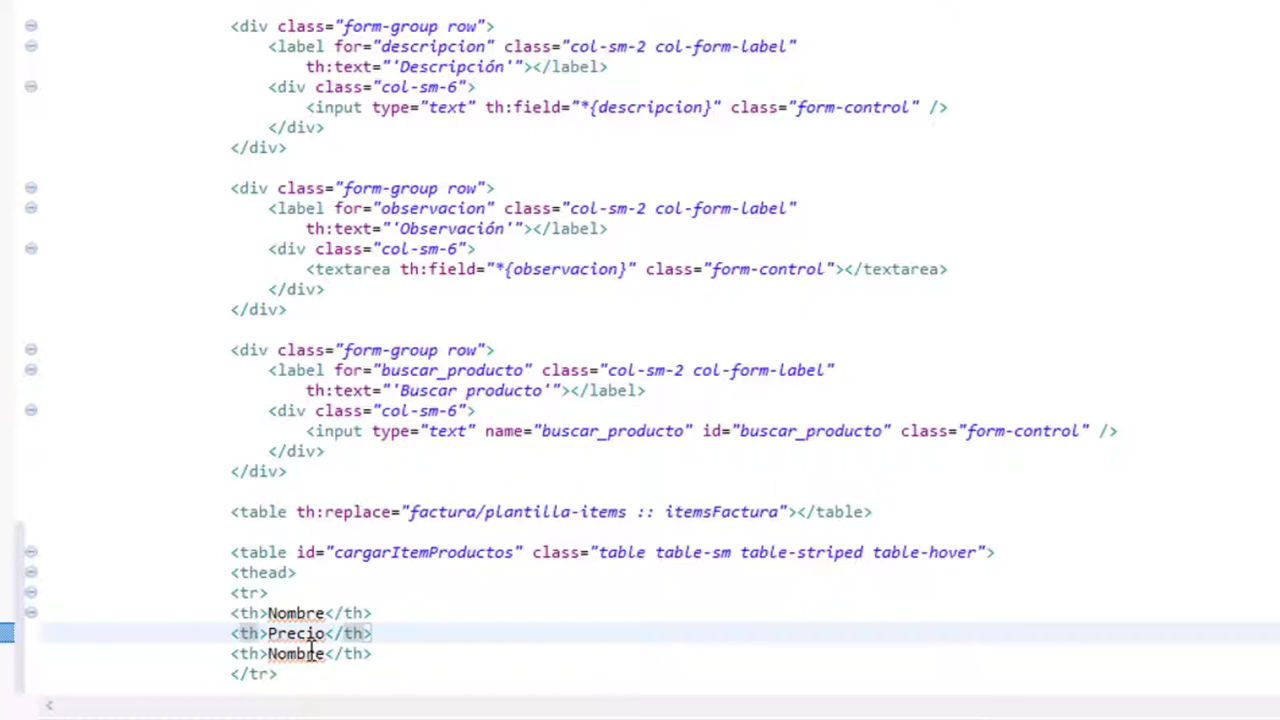 <div class="form-group row">
<label for="descripcion" class="col-sm-2 col-form-label"
th:text="'Descripción'"></label>
<div class="col-sm-6">
<input type="text" th:field="*{descripcion}" class="form-control" />
</div>
</div>
<div class="form-group row">
<label for="observacion" class="col-sm-2 col-form-label"
th:text="'Observación'"></label>
<div class="col-sm-6">
<textarea th:field="*{observacion}" class="form-control"></textarea>
</div>
</div>
<div class="form-group row">
<label for="buscar_producto" class="col-sm-2 col-form-label"
th:text="'Buscar producto'"></label>
<div class="col-sm-6">
<input type="text" name="buscar_producto" id="buscar_producto" class="form-control" />
</div>
</div>
<table th:replace="factura/plantilla-items :: itemsFactura"></table>
<table id="cargarItemProductos" class="table table-sm table-striped table-hover">
<thead>
<tr>
<th>Nombre</th>
<th>Precio</th>
<th>Nombre</th>
</tr>